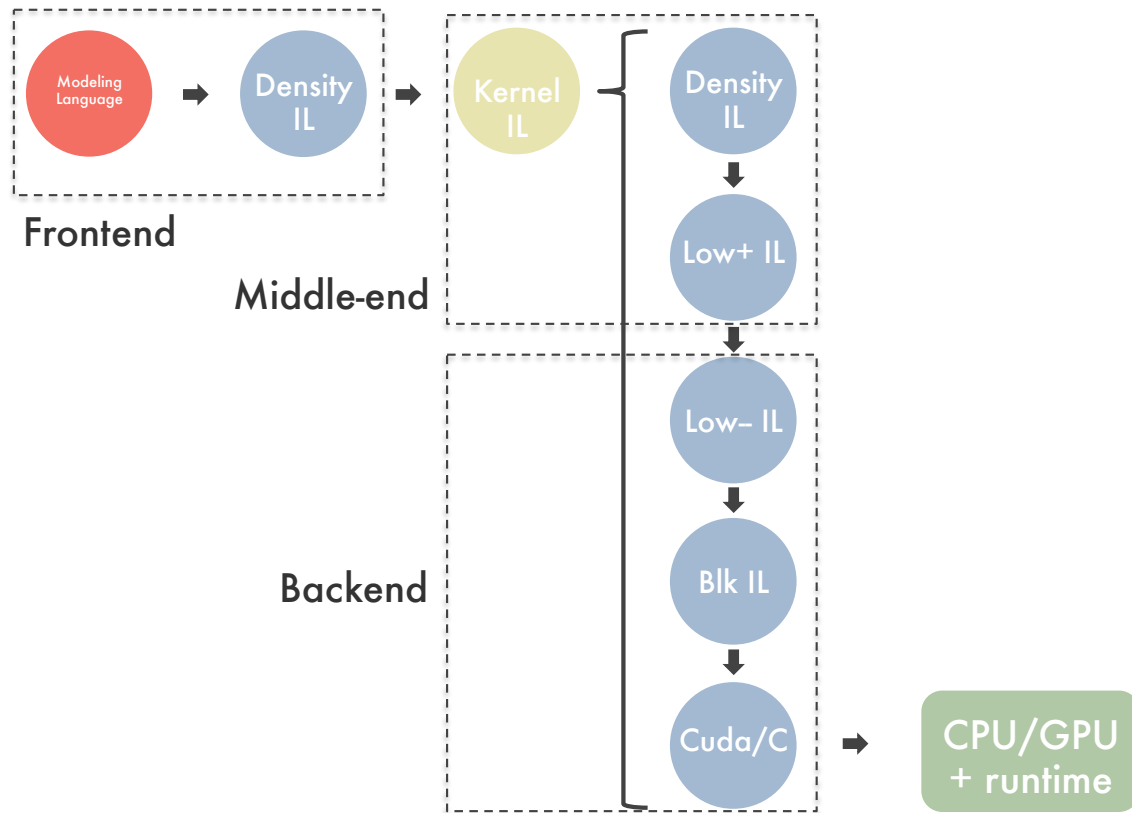 Modeling
Language
Density
IL
Kernel
IL
Density
IL
Frontend
Low+ IL
Middle-end
Low– IL
Backend
Blk IL
Cuda/C
CPU/GPU
+ runtime